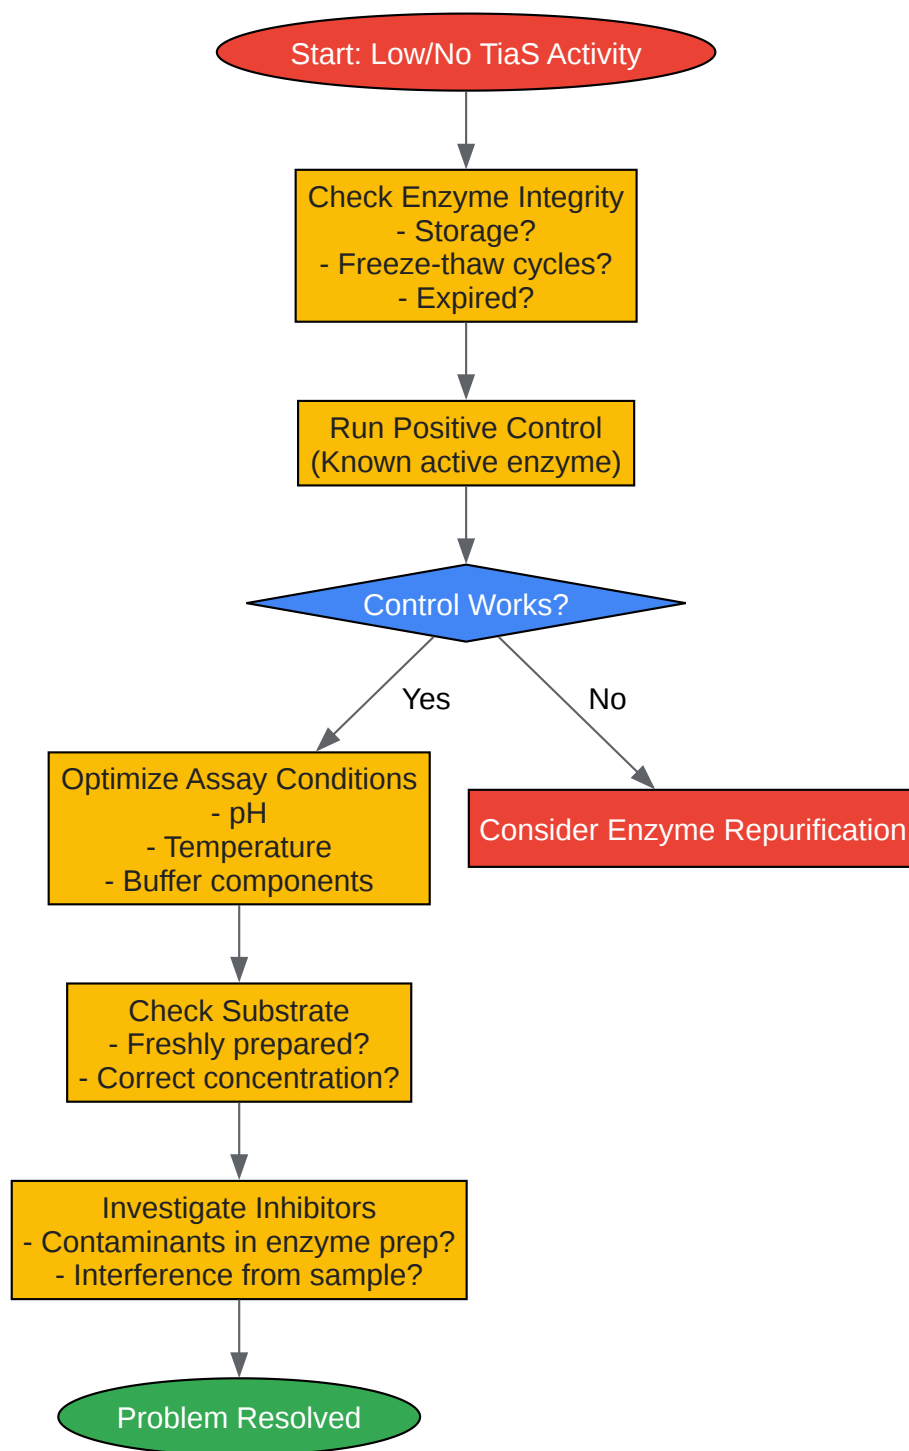 Start: Low/No TiaS Activity
Check Enzyme Integrity
- Storage?
- Freeze-thaw cycles?
- Expired?
Run Positive Control
(Known active enzyme)
Control Works?
Yes
No
Optimize Assay Conditions
- pH
- Temperature
- Buffer components
Consider Enzyme Repurification
Check Substrate
- Freshly prepared?
- Correct concentration?
Investigate Inhibitors
- Contaminants in enzyme prep?
- Interference from sample?
Problem Resolved